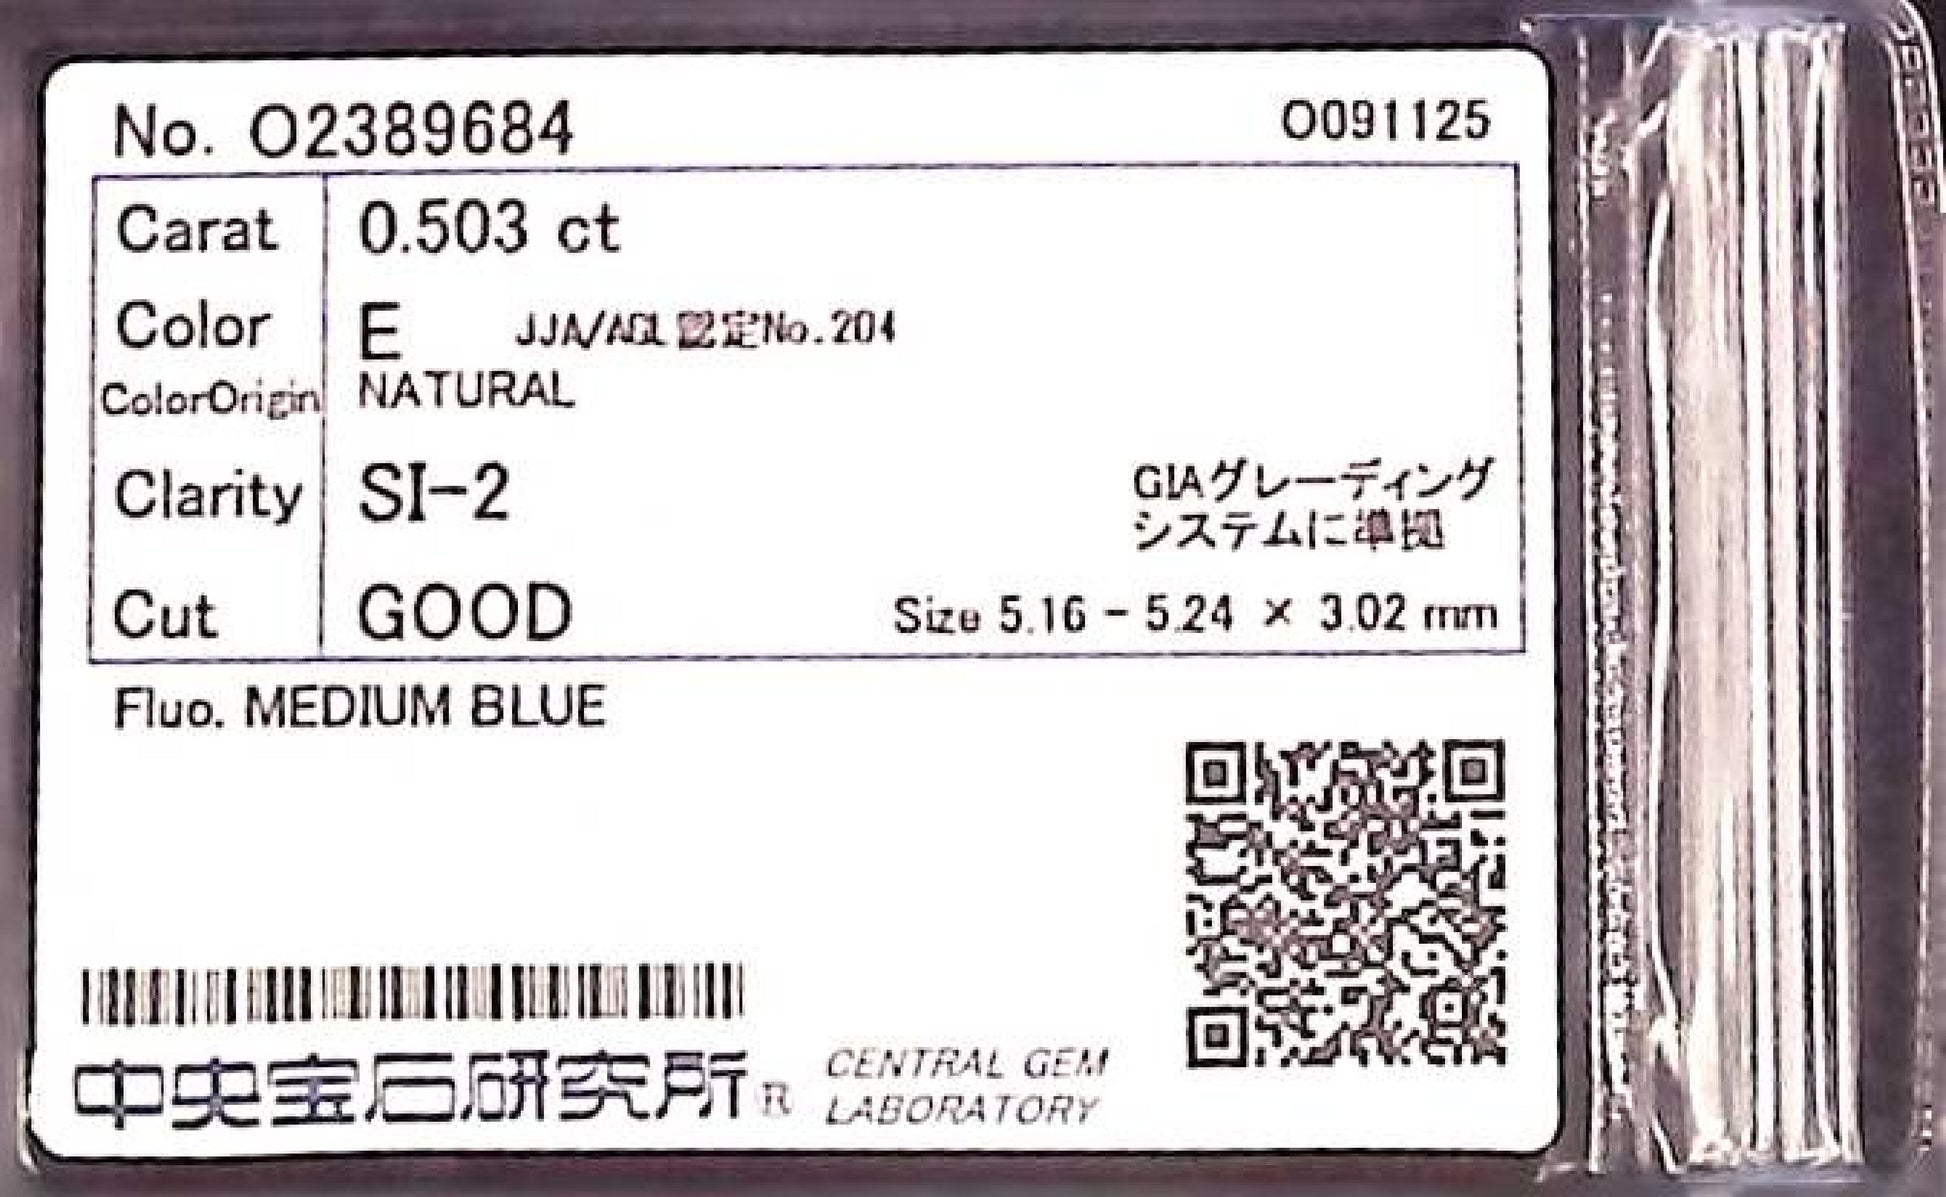 No. O2389684 O091125
Carat 0.503 ct
Color E JJA/AGL 認定No.204
ColorOrigin NATURAL
Clarity SI-2
GIAグレーディング
システムに準拠
Cut GOOD Size 5.16 - 5.24 × 3.02 mm
Fluo. MEDIUM BLUE
中央宝石研究所 R
CENTRAL GEM
LABORATORY